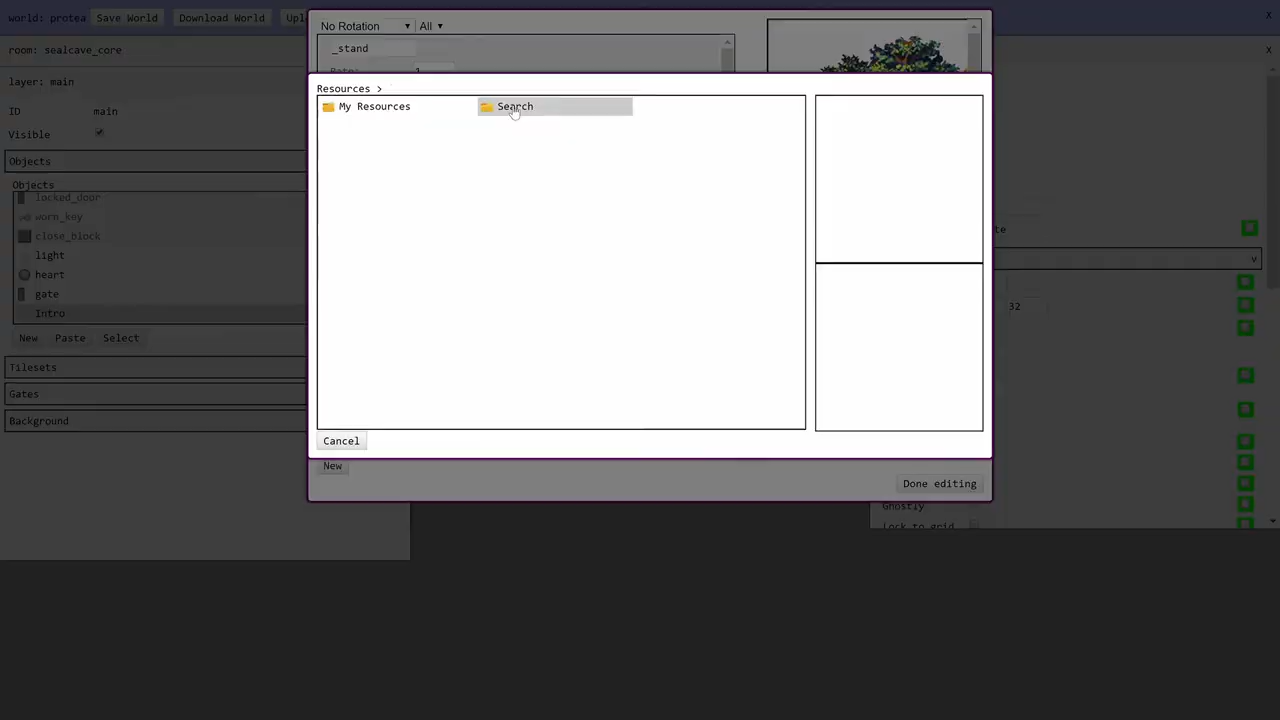 world: protea Save World Download World
No Rotation ▼ All ▼ X
room: sealcave_core
_stand X
layer: main
Resources >
My Resources Search
ID main
Visible
Objects
Objects
locked_door
worn_key
close_block
light
heart
gate
Intro
New Paste Select
Tilesets
Gates
Background
v
32
Cancel
New
Done editing
Ghostly
Lock to grid